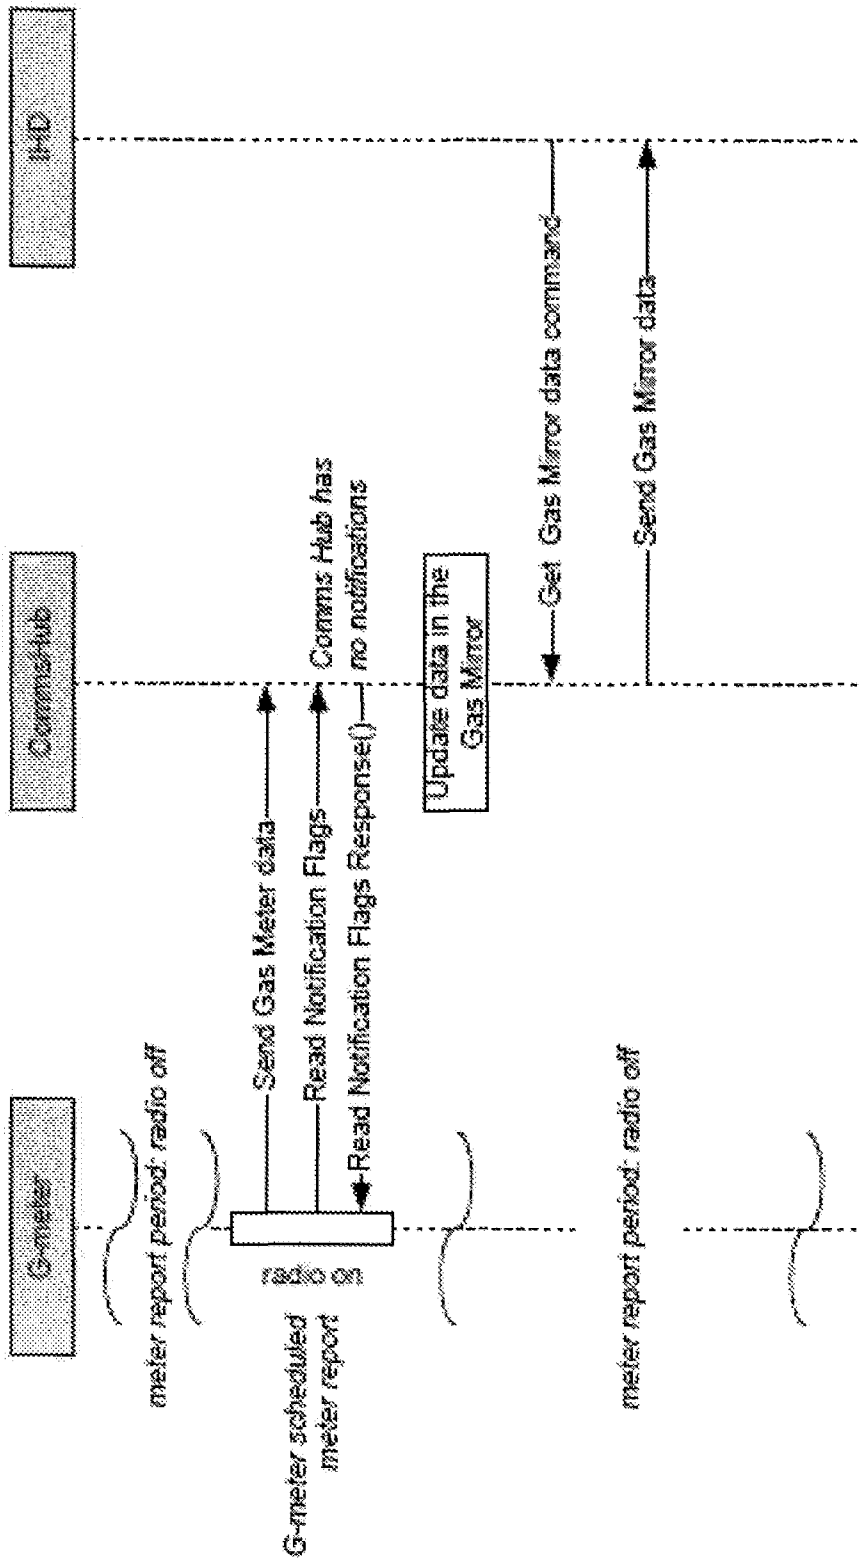 G-meter
CommsHub
IHD
meter report period: radio off
Send Gas Meter data
radio on
G-meter scheduled
meter report
Read Notification Flags
Comms Hub has
no notifications
Read Notification Flags Response()
Update data in the
Gas Mirror
Get Gas Mirror data command
meter report period: radio off
Send Gas Mirror data